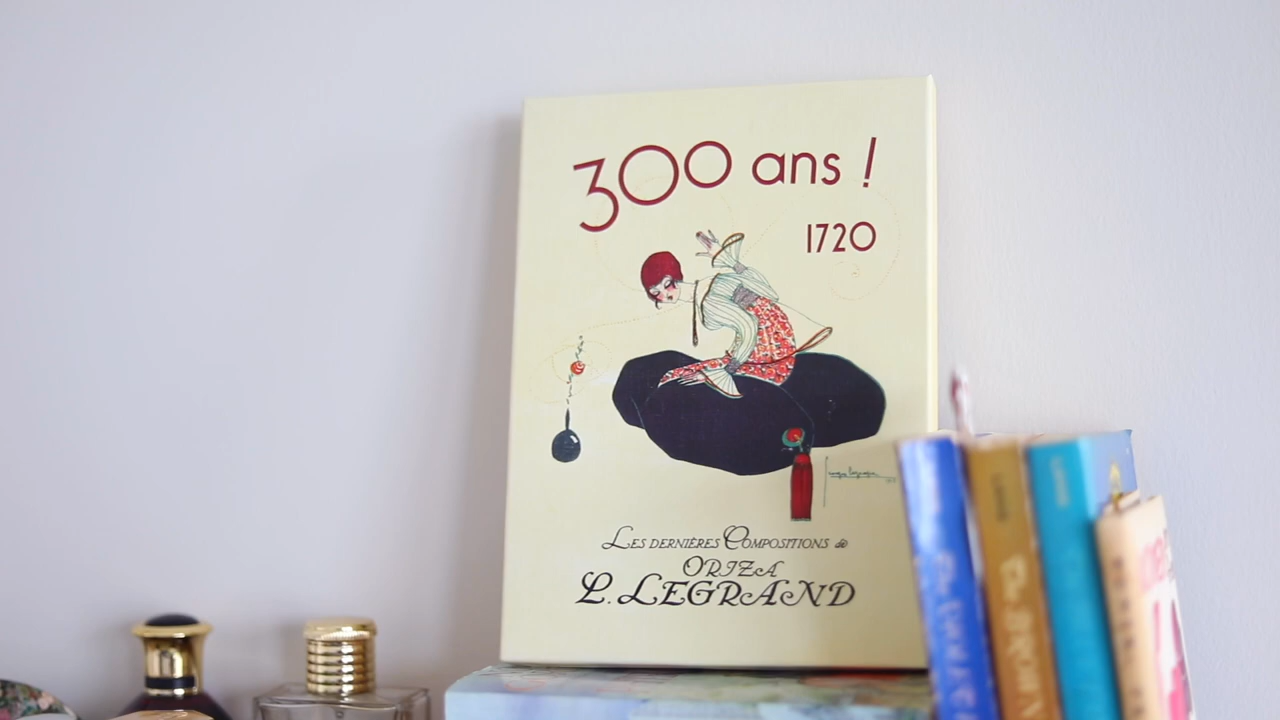 300 ans !
1720
LES DERNIÈRES COMPOSITIONS de
ORIZA
L. LEGRAND